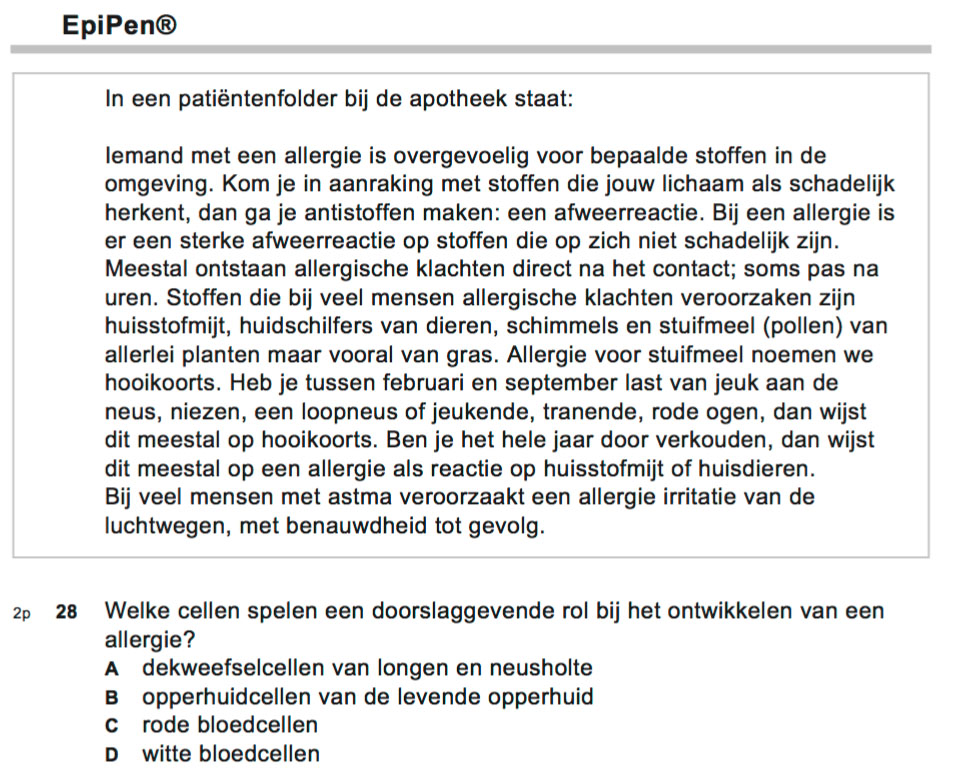 EpiPen®
In een patiëntenfolder bij de apotheek staat:
Iemand met een allergie is overgevoelig voor bepaalde stoffen in de
omgeving. Kom je in aanraking met stoffen die jouw lichaam als schadelijk
herkent, dan ga je antistoffen maken: een afweerreactie. Bij een allergie is
er een sterke afweerreactie op stoffen die op zich niet schadelijk zijn.
Meestal ontstaan allergische klachten direct na het contact; soms pas na
uren. Stoffen die bij veel mensen allergische klachten veroorzaken zijn
huisstofmijt, huidschilfers van dieren, schimmels en stuifmeel (pollen) van
allerlei planten maar vooral van gras. Allergie voor stuifmeel noemen we
hooikoorts. Heb je tussen februari en september last van jeuk aan de
neus, niezen, een loopneus of jeukende, tranende, rode ogen, dan wijst
dit meestal op hooikoorts. Ben je het hele jaar door verkouden, dan wijst
dit meestal op een allergie als reactie op huisstofmijt of huisdieren.
Bij veel mensen met astma veroorzaakt een allergie irritatie van de
luchtwegen, met benauwdheid tot gevolg.
2p 28 Welke cellen spelen een doorslaggevende rol bij het ontwikkelen van een
allergie?
A dekweefselcellen van longen en neusholte
B opperhuidcellen van de levende opperhuid
C rode bloedcellen
D witte bloedcellen